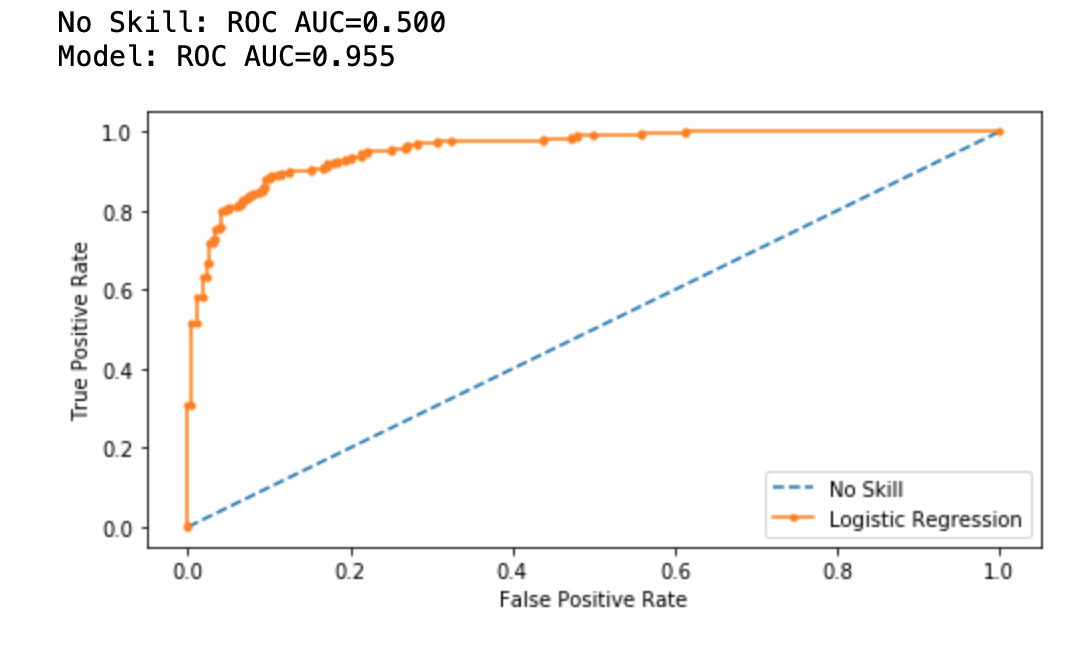 No Skill: ROC AUC=0.500
Model: ROC AUC=0.955
1.0
0.8
0.6
0.4
0.2
0.0
True Positive Rate
No Skill
Logistic Regression
0.0 0.2 0.4 0.6 0.8 1.0
False Positive Rate